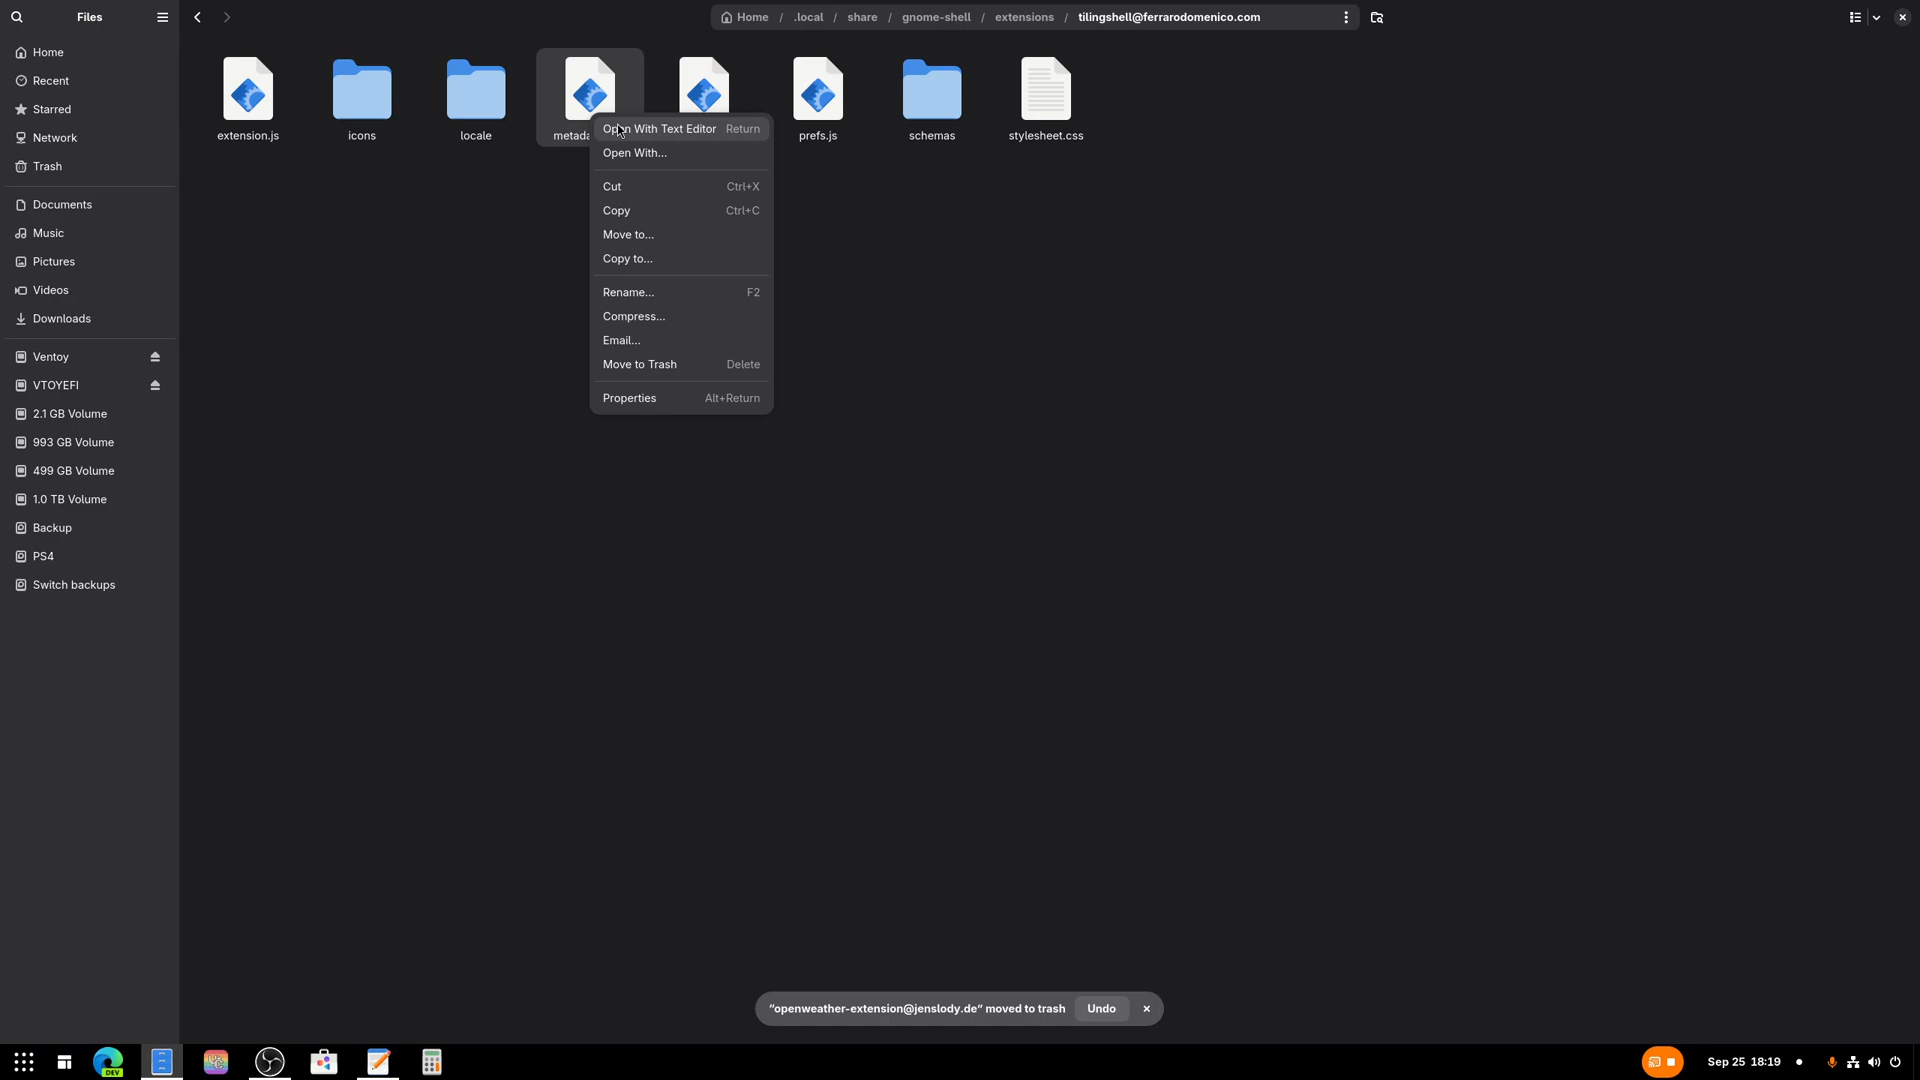 Files
Home / .local / share / gnome-shell / extensions / tilingshell@ferrarodomenico.com
Home
Recent
Starred
Network
Trash
Documents
Music
Pictures
Videos
Downloads
Ventoy
VTOYEFI
2.1 GB Volume
993 GB Volume
499 GB Volume
1.0 TB Volume
Backup
PS4
Switch backups
extension.js
icons
locale
prefs.js
schemas
stylesheet.css
Open With Text Editor Return
Open With...
Cut Ctrl+X
Copy Ctrl+C
Move to...
Copy to...
Rename... F2
Compress...
Email...
Move to Trash Delete
Properties Alt+Return
“openweather-extension@jenslody.de” moved to trash Undo
DEV
Sep 25 18:19